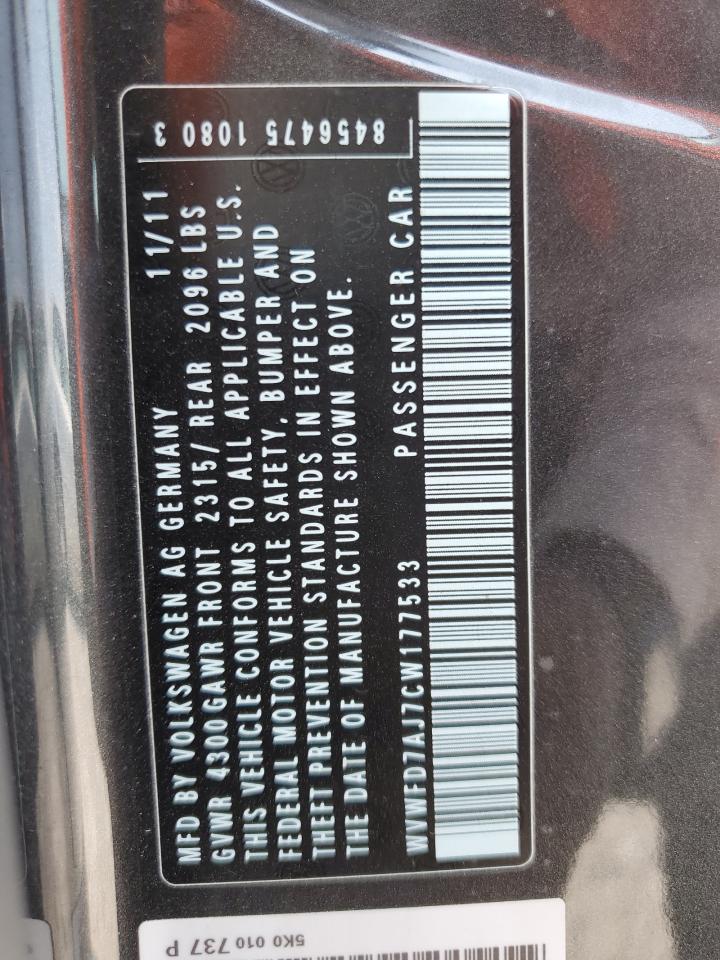 MFD BY VOLKSWAGEN AG GERMANY 11/11
GVWR 4300 GAWR FRONT 2315/ REAR 2096 LBS
THIS VEHICLE CONFORMS TO ALL APPLICABLE U.S.
FEDERAL MOTOR VEHICLE SAFETY, BUMPER AND
THEFT PREVENTION STANDARDS IN EFFECT ON
THE DATE OF MANUFACTURE SHOWN ABOVE.
WVWFD7AJ7CW177533 PASSENGER CAR
8456475 1080 3
5K0 010 737 P